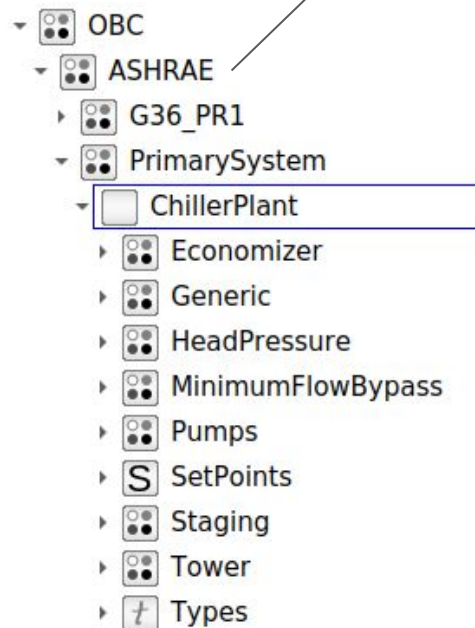 OBC
ASHRAE
G36_PR1
PrimarySystem
ChillerPlant
Economizer
Generic
HeadPressure
MinimumFlowBypass
Pumps
S SetPoints
Staging
Tower
t Types